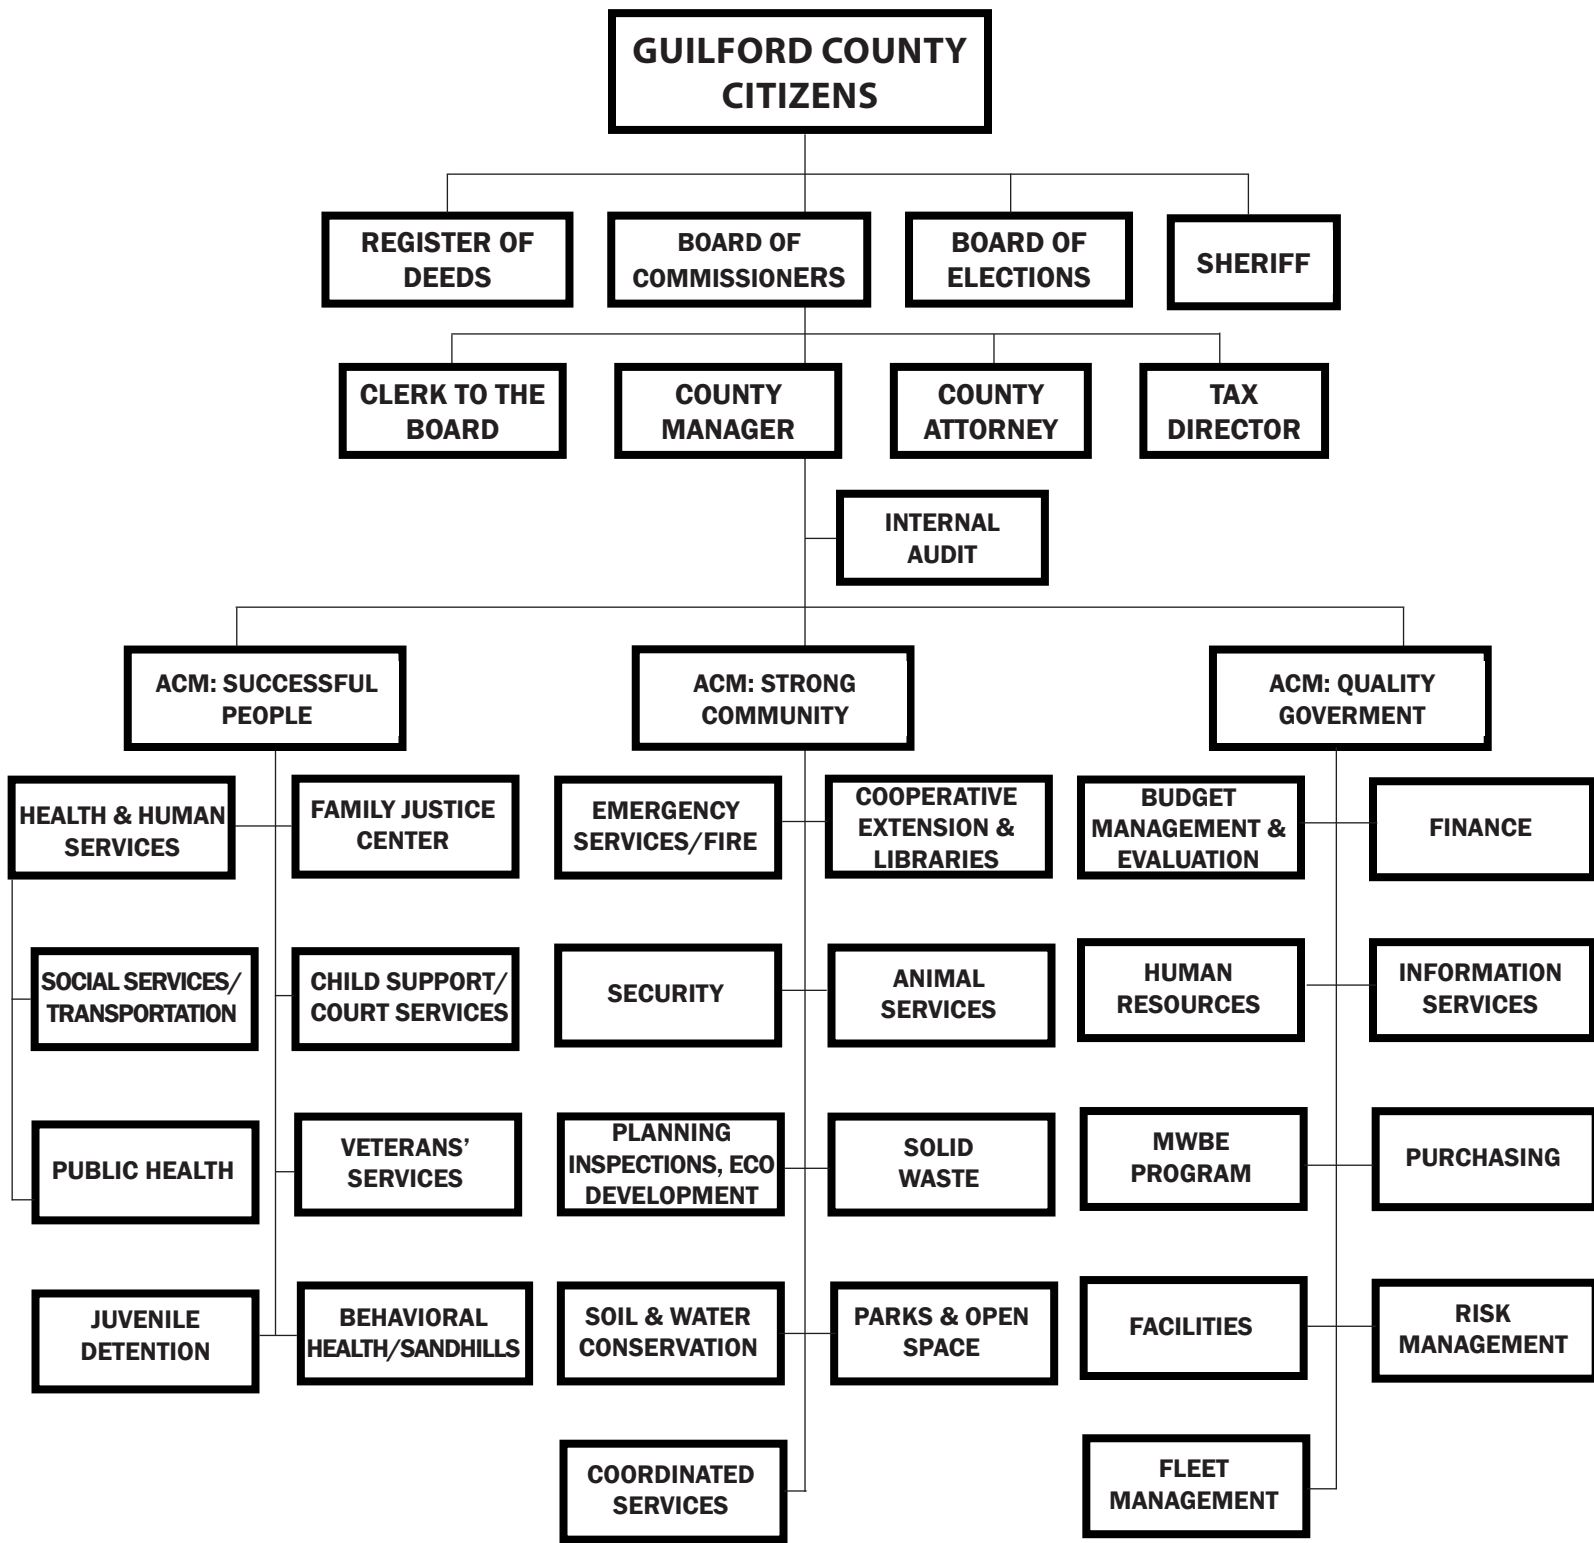 GUILFORD COUNTY
CITIZENS
REGISTER OF
DEEDS
BOARD OF
COMMISSIONERS
BOARD OF
ELECTIONS
SHERIFF
CLERK TO THE
BOARD
COUNTY
MANAGER
COUNTY
ATTORNEY
TAX
DIRECTOR
INTERNAL
AUDIT
ACM: SUCCESSFUL
PEOPLE
ACM: STRONG
COMMUNITY
ACM: QUALITY
GOVERMENT
HEALTH & HUMAN
SERVICES
FAMILY JUSTICE
CENTER
EMERGENCY
SERVICES/FIRE
COOPERATIVE
EXTENSION &
LIBRARIES
BUDGET
MANAGEMENT &
EVALUATION
FINANCE
SOCIAL SERVICES/
TRANSPORTATION
CHILD SUPPORT/
COURT SERVICES
SECURITY
ANIMAL
SERVICES
HUMAN
RESOURCES
INFORMATION
SERVICES
PUBLIC HEALTH
VETERANS’
SERVICES
PLANNING
INSPECTIONS, ECO
DEVELOPMENT
SOLID
WASTE
MWBE
PROGRAM
PURCHASING
JUVENILE
DETENTION
BEHAVIORAL
HEALTH/SANDHILLS
SOIL & WATER
CONSERVATION
PARKS & OPEN
SPACE
FACILITIES
RISK
MANAGEMENT
COORDINATED
SERVICES
FLEET
MANAGEMENT